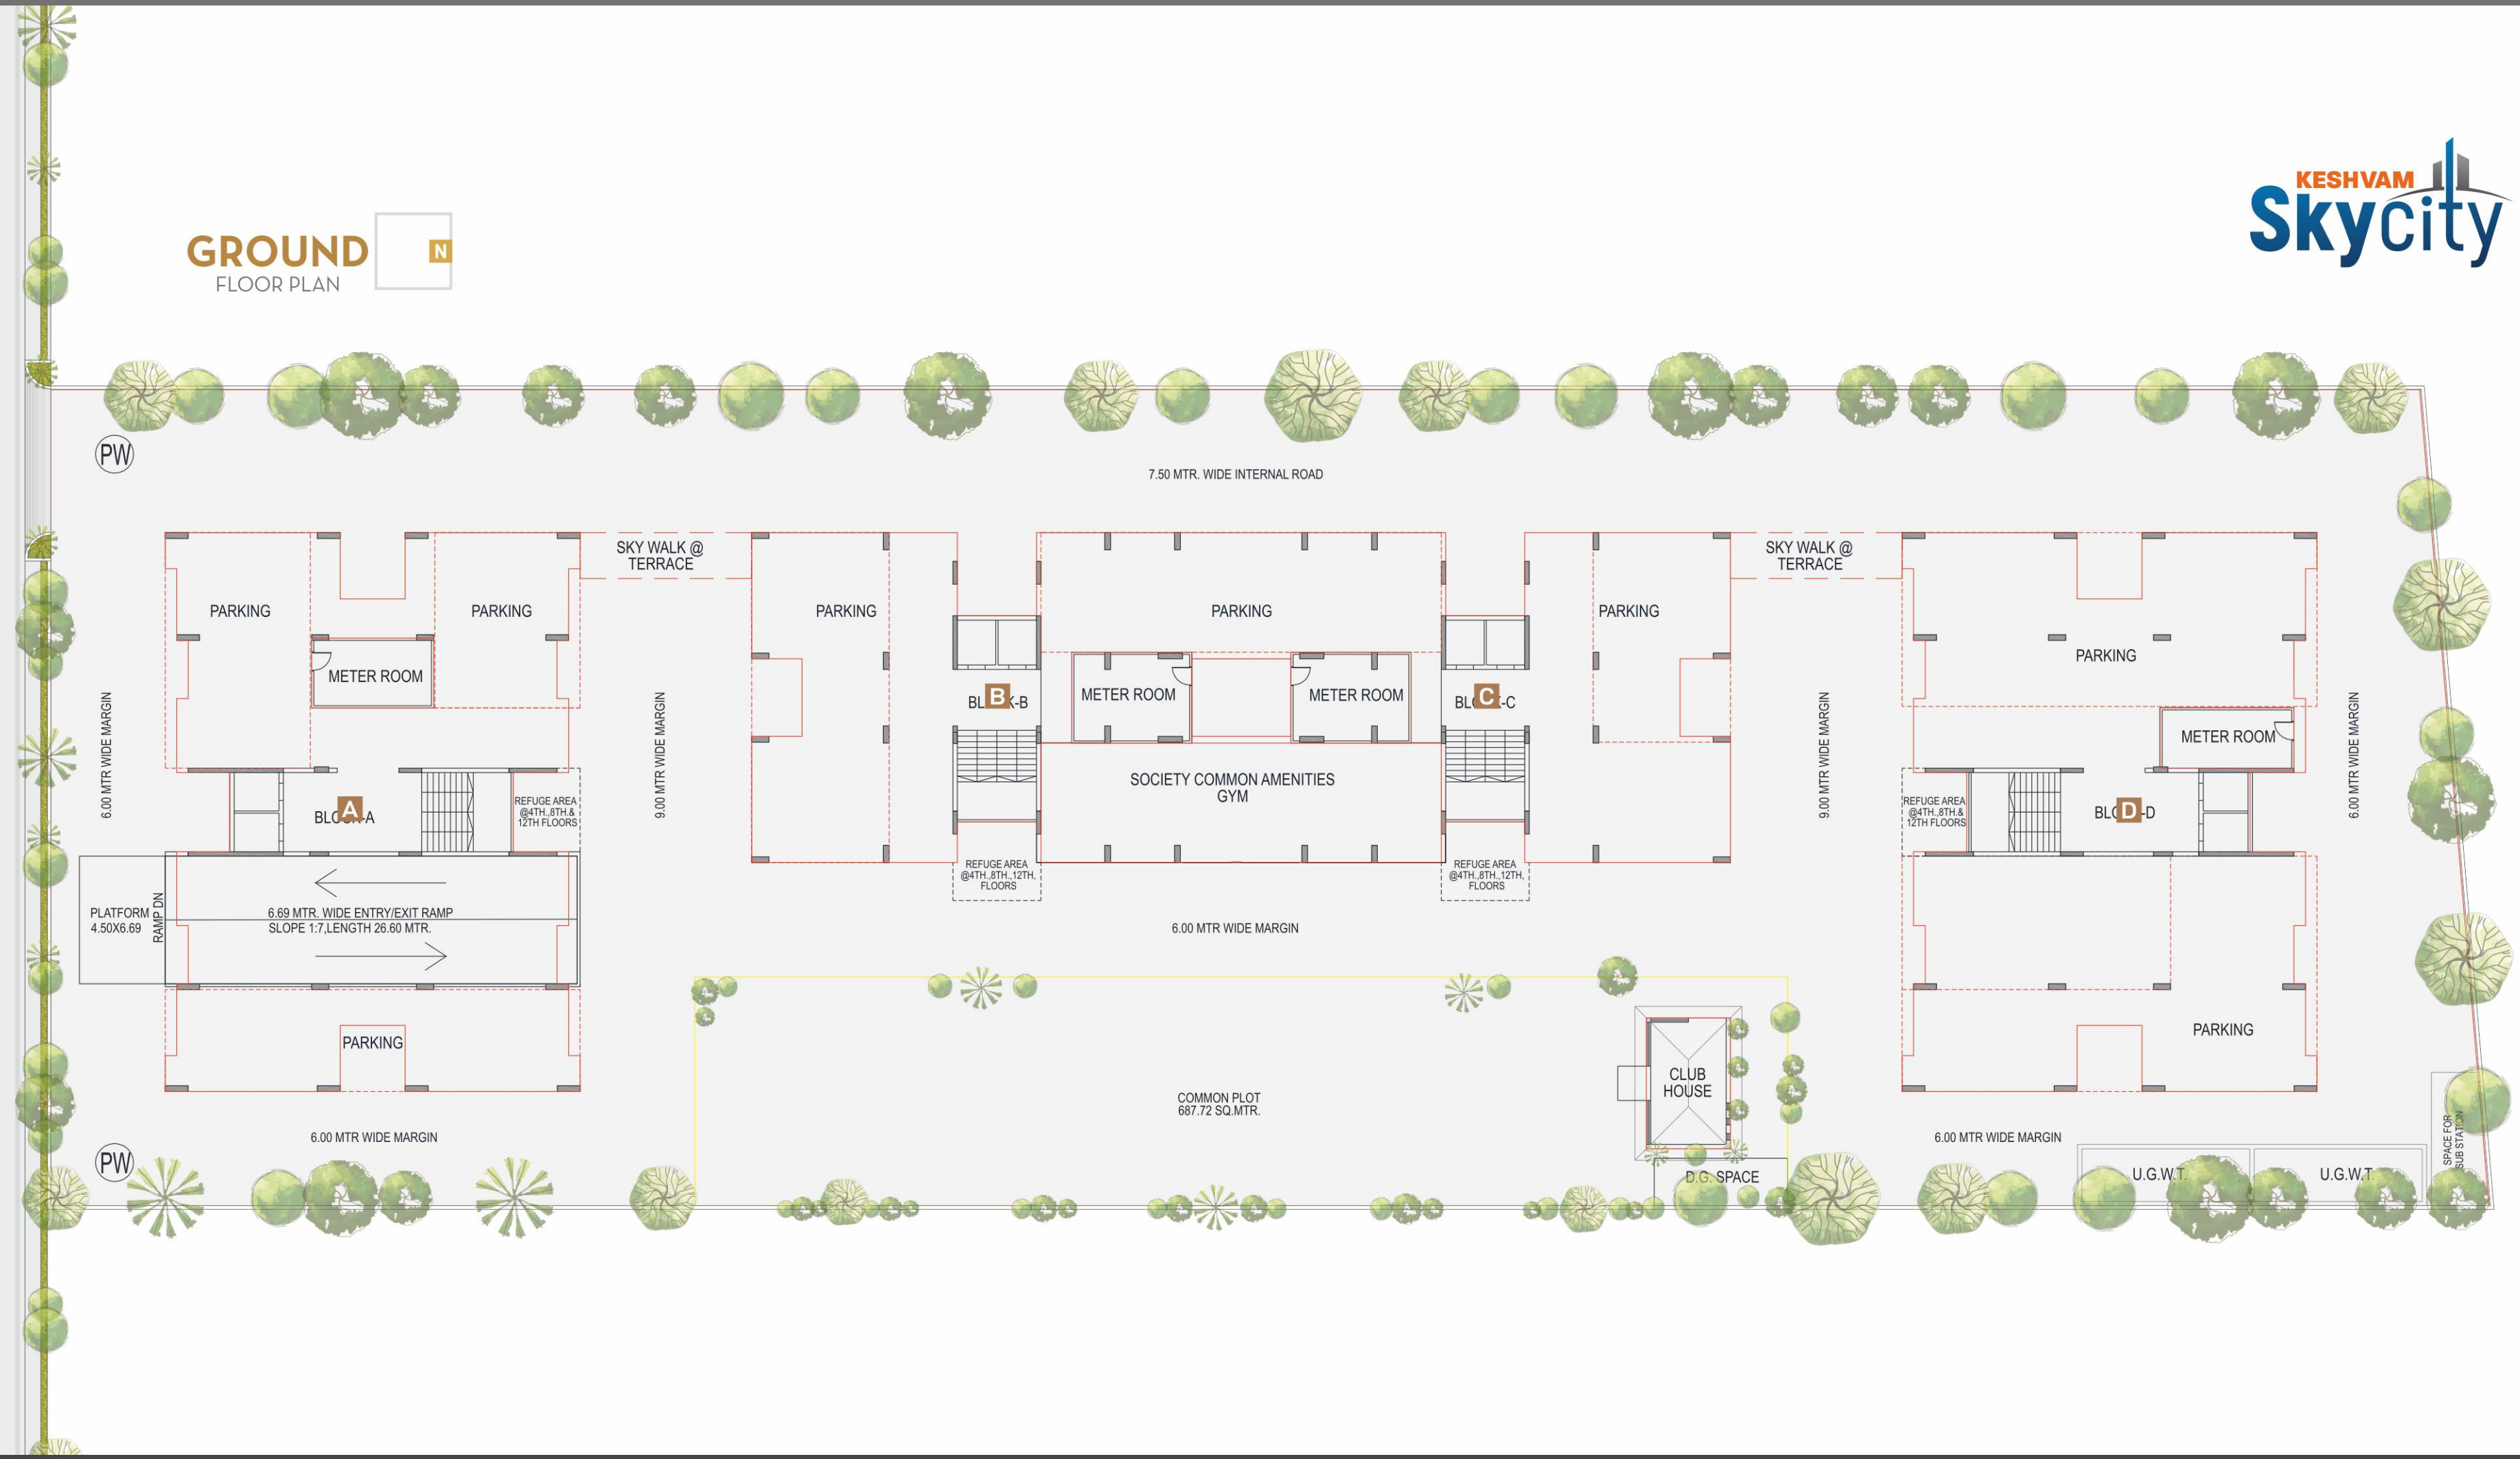 KESHVAM
Skycity
GROUND
FLOOR PLAN
N
PW
7.50 MTR. WIDE INTERNAL ROAD
SKY WALK @
TERRACE
SKY WALK @
TERRACE
PARKING
PARKING
PARKING
PARKING
PARKING
PARKING
METER ROOM
METER ROOM
METER ROOM
METER ROOM
6.00 MTR WIDE MARGIN
9.00 MTR WIDE MARGIN
9.00 MTR WIDE MARGIN
6.00 MTR WIDE MARGIN
B
C
SOCIETY COMMON AMENITIES
GYM
A
D
REFUGE AREA
@4TH.,8TH.&
12TH FLOORS
REFUGE AREA
@4TH.,8TH.&
12TH FLOORS
REFUGE AREA
@4TH.,8TH.,12TH,
FLOORS
REFUGE AREA
@4TH.,8TH.,12TH,
FLOORS
PLATFORM
4.50X6.69
RAMP DN
6.69 MTR. WIDE ENTRY/EXIT RAMP
SLOPE 1:7,LENGTH 26.60 MTR.
6.00 MTR WIDE MARGIN
PARKING
PARKING
CLUB
HOUSE
COMMON PLOT
687.72 SQ.MTR.
6.00 MTR WIDE MARGIN
6.00 MTR WIDE MARGIN
PW
D.G. SPACE
U.G.W.T.
U.G.W.T.
SPACE FOR
SUB STATION